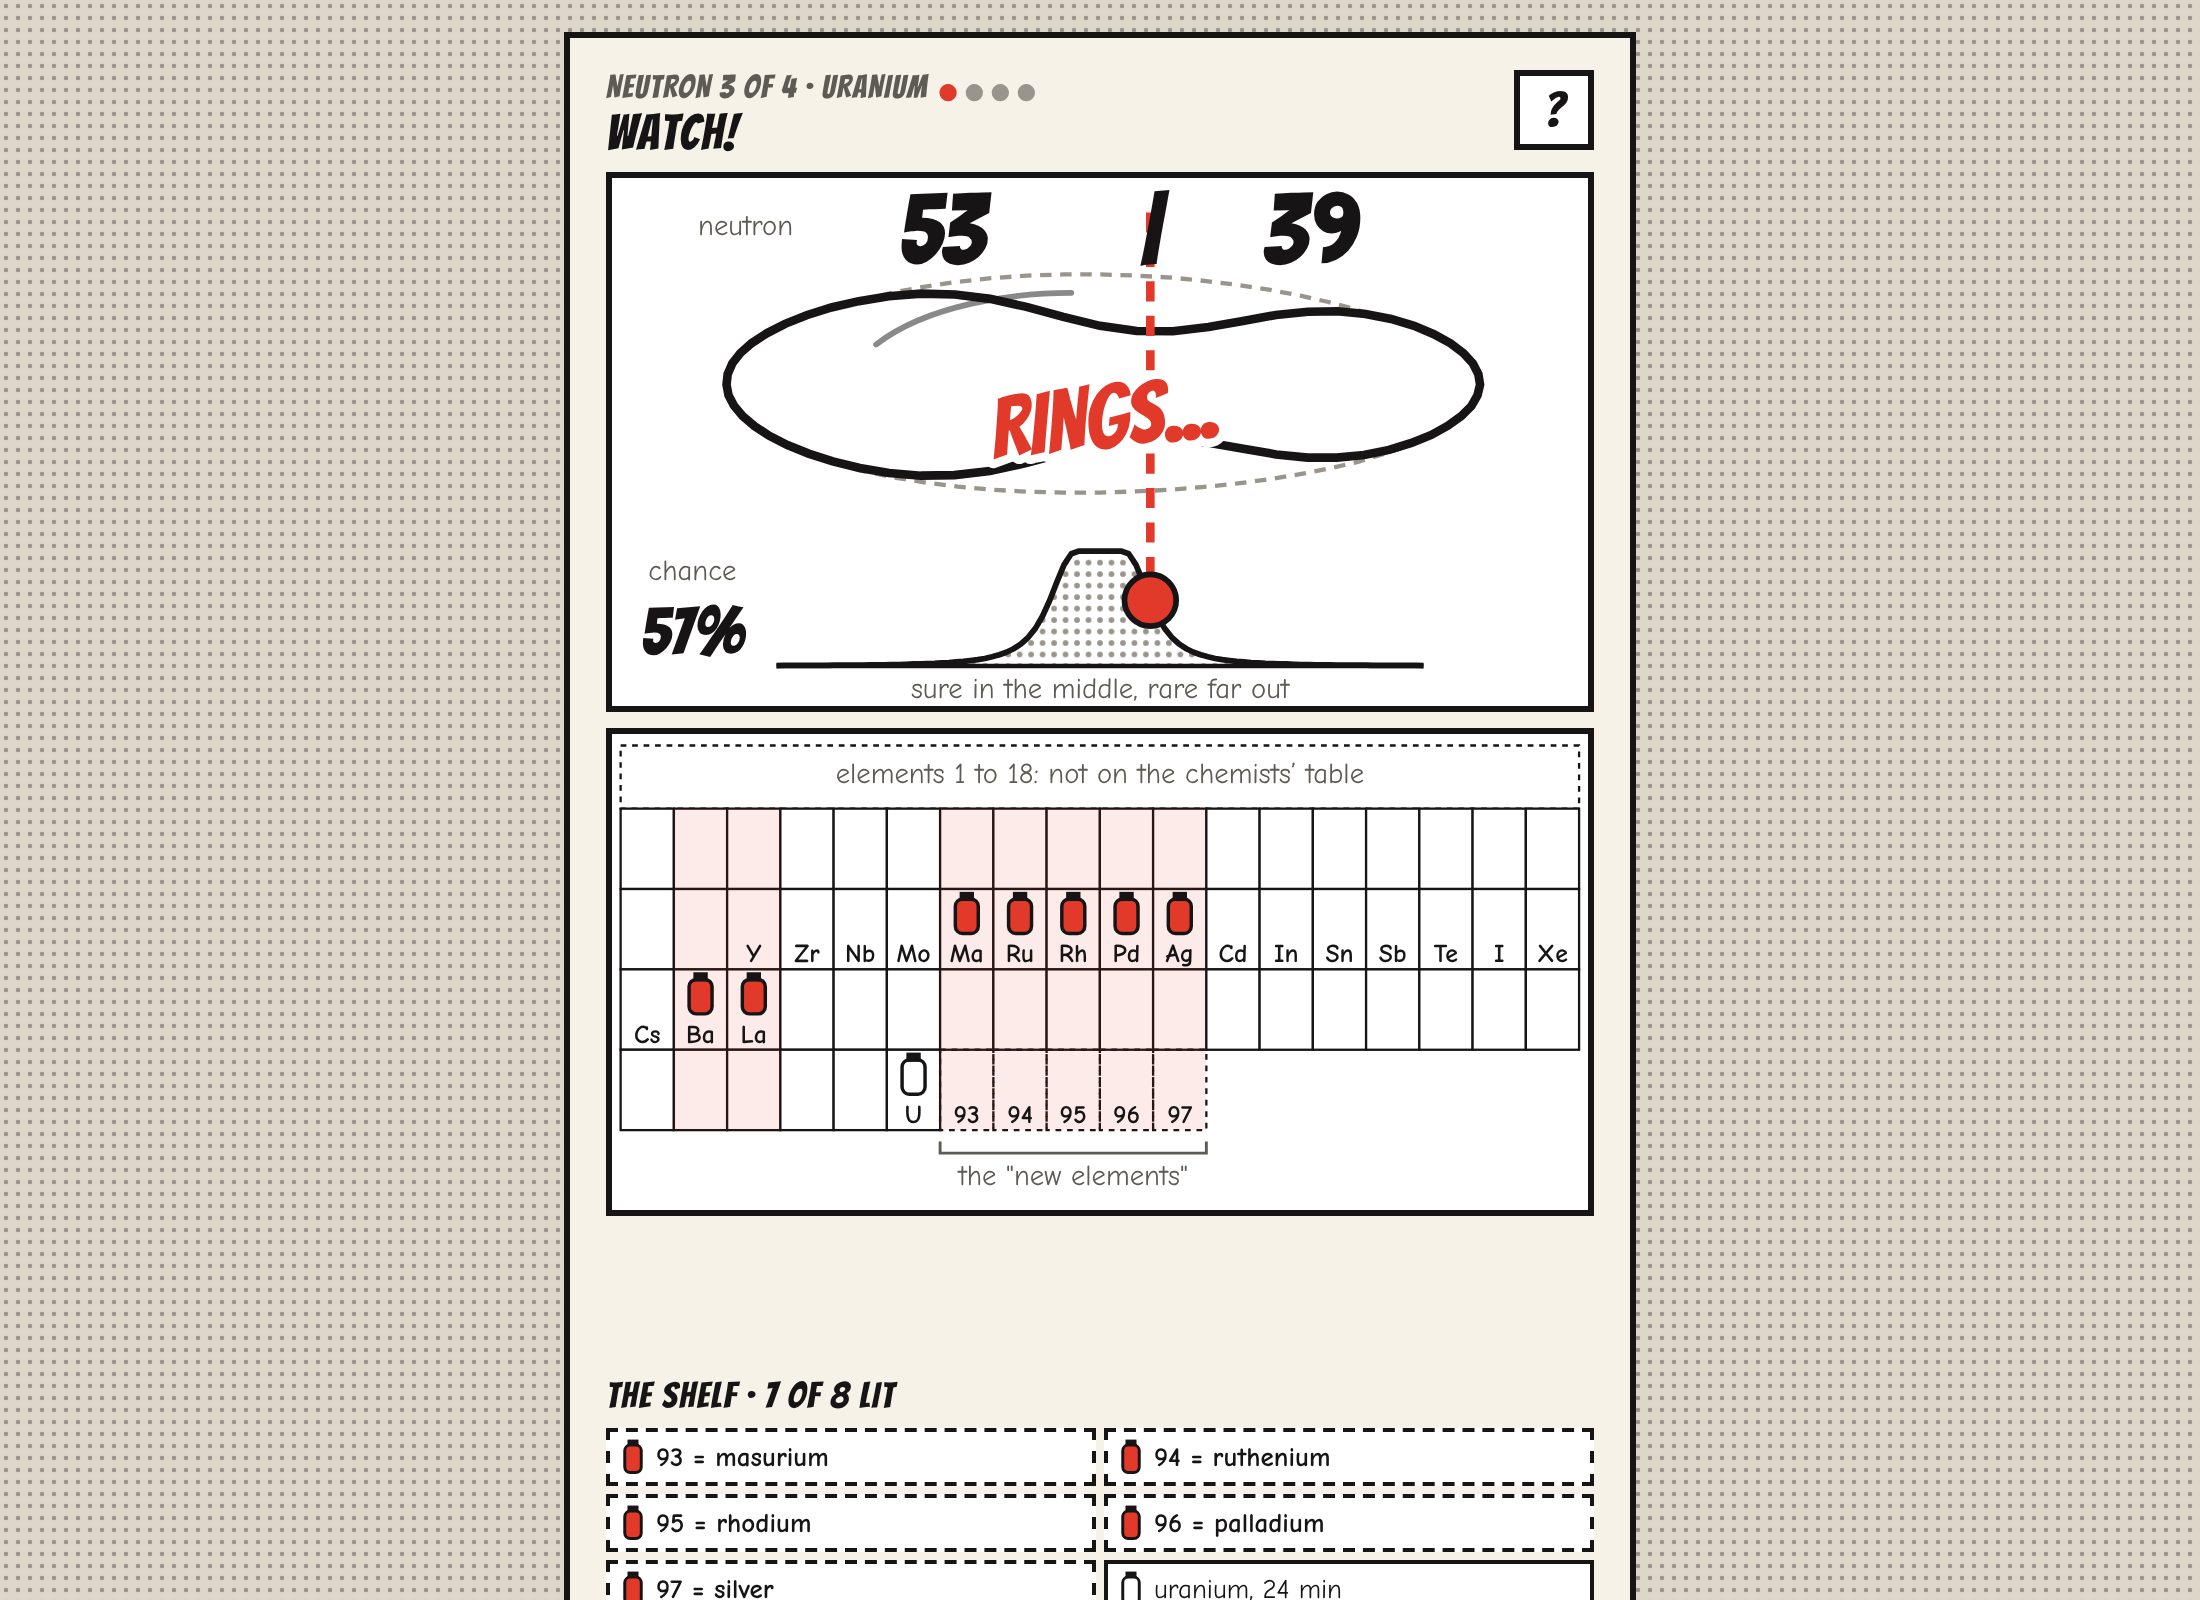 NEUTRON 3 OF 4 · URANIUM
WATCH!
?
neutron
53 / 39
RINGS...
chance
57%
sure in the middle, rare far out
elements 1 to 18: not on the chemists' table
Y Zr Nb Mo Ma Ru Rh Pd Ag Cd In Sn Sb Te I Xe
Cs Ba La
U 93 94 95 96 97
the "new elements"
THE SHELF · 7 OF 8 LIT
93 = masurium
94 = ruthenium
95 = rhodium
96 = palladium
97 = silver
uranium, 24 min